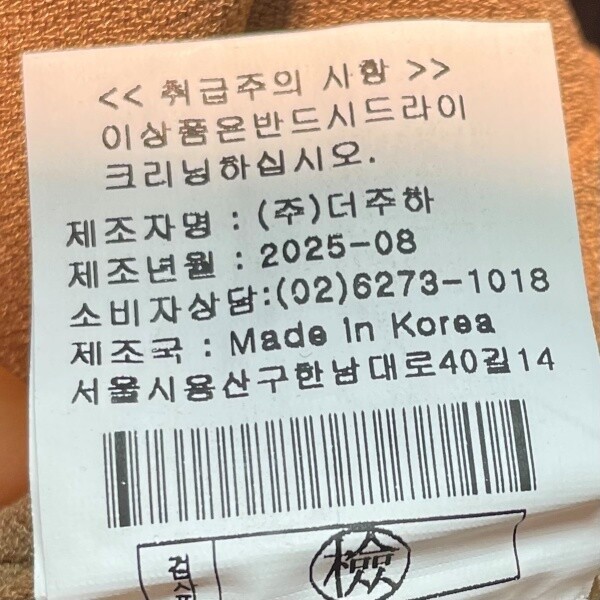 << 취급주의 사항 >>
이상품은반드시드라이
크리닝하십시오.
제조자명 : (주)더주하
제조년월 : 2025-08
소비자상담:(02)6273-1018
제조국 : Made in Korea
서울시용산구한남대로40길14
檢